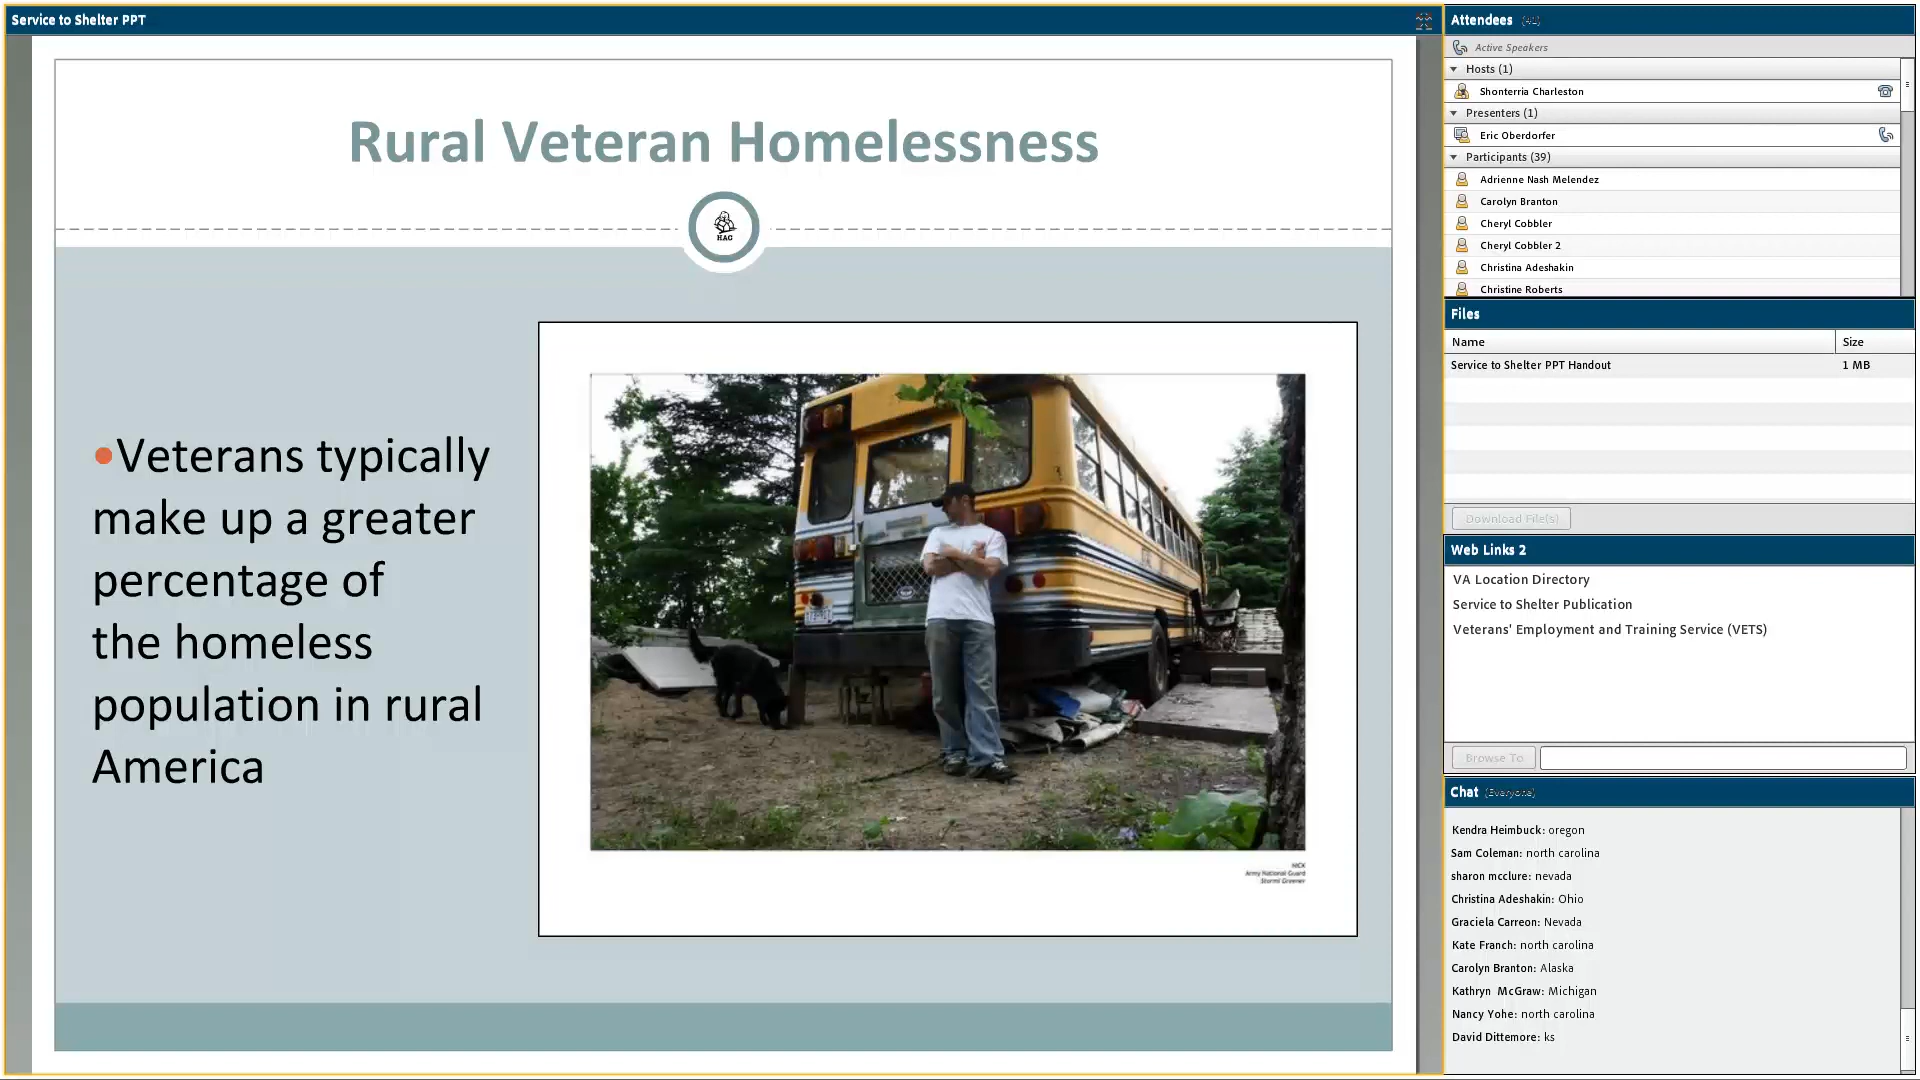 Service to Shelter PPT
Rural Veteran Homelessness
HAC
•Veterans typically
make up a greater
percentage of
the homeless
population in rural
America
NICK
Army National Guard
Stormi Greener
Attendees (41)
Active Speakers
Hosts (1)
Shonterria Charleston
Presenters (1)
Eric Oberdorfer
Participants (39)
Adrienne Nash Melendez
Carolyn Branton
Cheryl Cobbler
Cheryl Cobbler 2
Christina Adeshakin
Christine Roberts
Files
Name Size
Service to Shelter PPT Handout 1 MB
Download File(s)
Web Links 2
VA Location Directory
Service to Shelter Publication
Veterans' Employment and Training Service (VETS)
Browse To
Chat (Everyone)
Kendra Heimbuck: oregon
Sam Coleman: north carolina
sharon mcclure: nevada
Christina Adeshakin: Ohio
Graciela Carreon: Nevada
Kate Franch: north carolina
Carolyn Branton: Alaska
Kathryn McGraw: Michigan
Nancy Yohe: north carolina
David Dittemore: ks